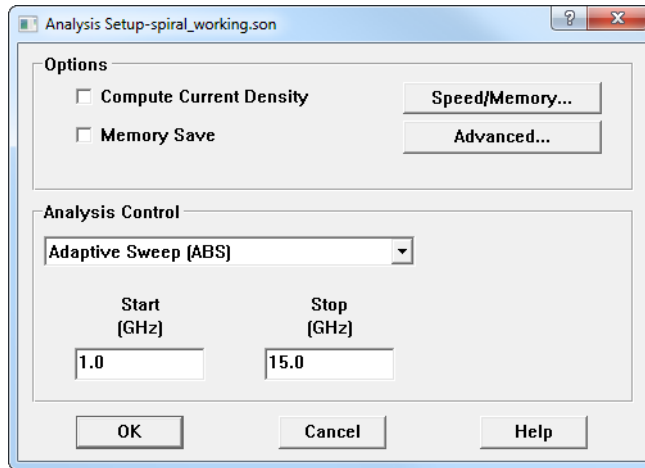 Analysis Setup-spiral_working.son
?
X
Options
Compute Current Density
Speed/Memory...
Memory Save
Advanced...
Analysis Control
Adaptive Sweep (ABS)
Start Stop
(GHz) (GHz)
1.0 15.0
OK Cancel Help